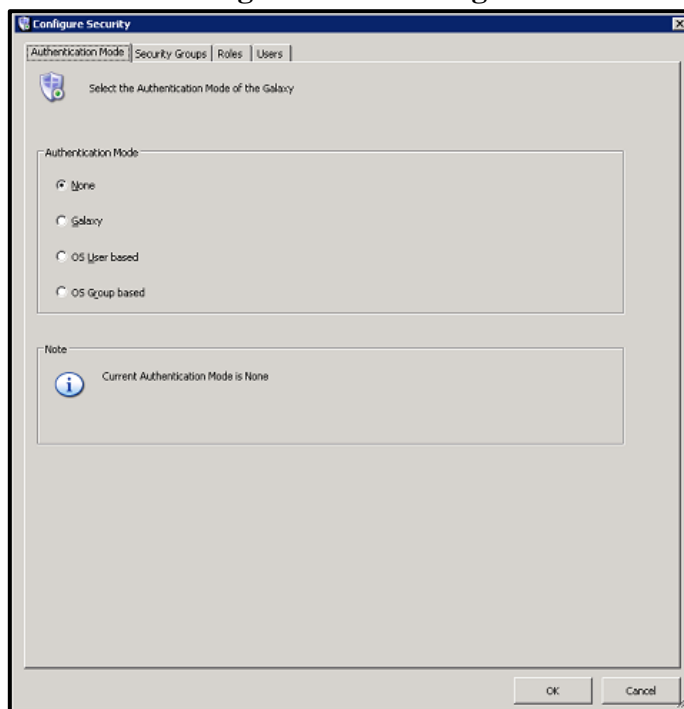 Configure Security
Authentication Mode Security Groups Roles Users
Select the Authentication Mode of the Galaxy
Authentication Mode
None
Galaxy
OS User based
OS Group based
Note
Current Authentication Mode is None
OK Cancel